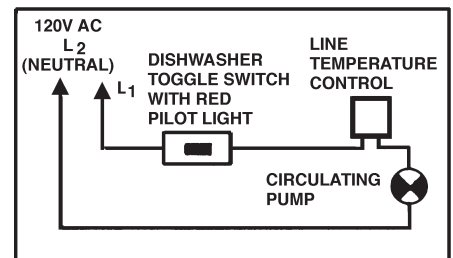 120V AC
L2
(NEUTRAL)
L1
DISHWASHER
TOGGLE SWITCH
WITH RED
PILOT LIGHT
LINE
TEMPERATURE
CONTROL
CIRCULATING
PUMP